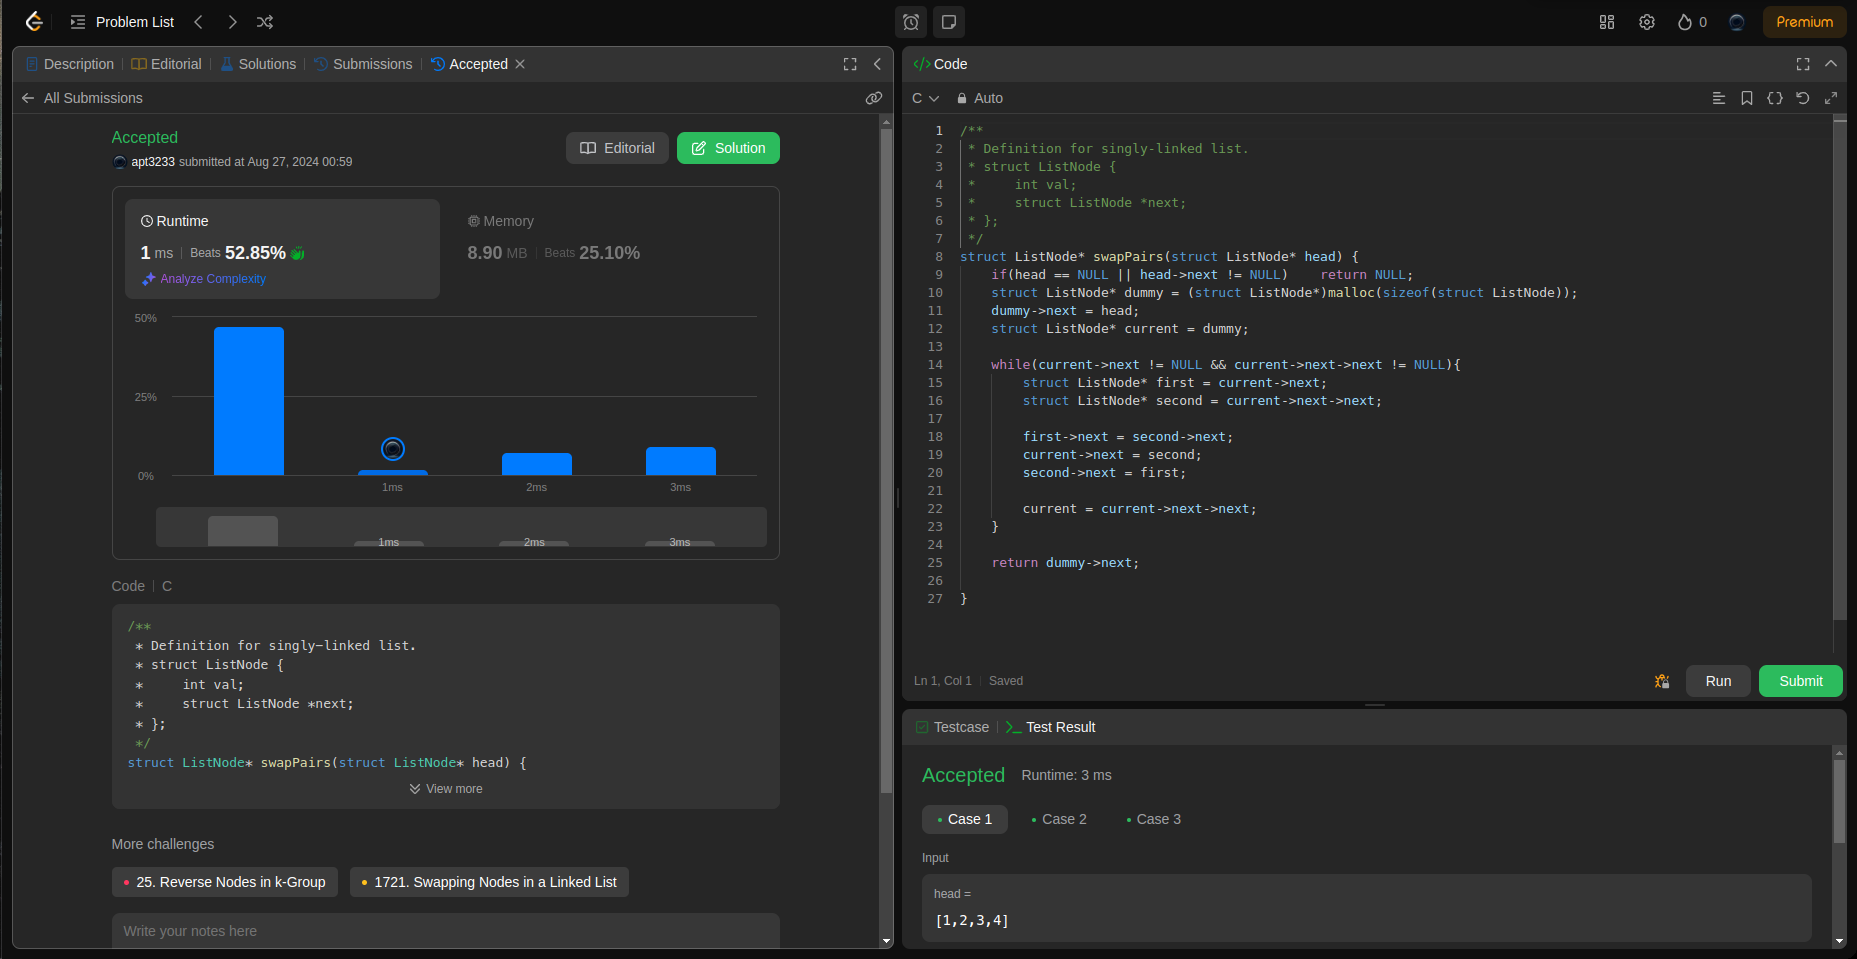 Problem List
0
Premium
Description
Editorial
Solutions
Submissions
Accepted
All Submissions
Accepted
apt3233 submitted at Aug 27, 2024 00:59
Editorial
Solution
Runtime
1 ms
Beats 52.85%
Analyze Complexity
Memory
8.90 MB
Beats 25.10%
50%
25%
0%
1ms
2ms
3ms
1ms
2ms
3ms
Code
C
/**
* Definition for singly-linked list.
* struct ListNode {
*     int val;
*     struct ListNode *next;
* };
*/
struct ListNode* swapPairs(struct ListNode* head) {
View more
More challenges
25. Reverse Nodes in k-Group
1721. Swapping Nodes in a Linked List
Write your notes here
</> Code
C
Auto
1 /**
2  * Definition for singly-linked list.
3  * struct ListNode {
4  *     int val;
5  *     struct ListNode *next;
6  * };
7  */
8 struct ListNode* swapPairs(struct ListNode* head) {
9     if(head == NULL || head->next != NULL)    return NULL;
10     struct ListNode* dummy = (struct ListNode*)malloc(sizeof(struct ListNode));
11     dummy->next = head;
12     struct ListNode* current = dummy;
13
14     while(current->next != NULL && current->next->next != NULL){
15         struct ListNode* first = current->next;
16         struct ListNode* second = current->next->next;
17
18         first->next = second->next;
19         current->next = second;
20         second->next = first;
21
22         current = current->next->next;
23     }
24
25     return dummy->next;
26
27 }
Ln 1, Col 1
Saved
Run
Submit
Testcase
Test Result
Accepted
Runtime: 3 ms
Case 1
Case 2
Case 3
Input
head =
[1,2,3,4]